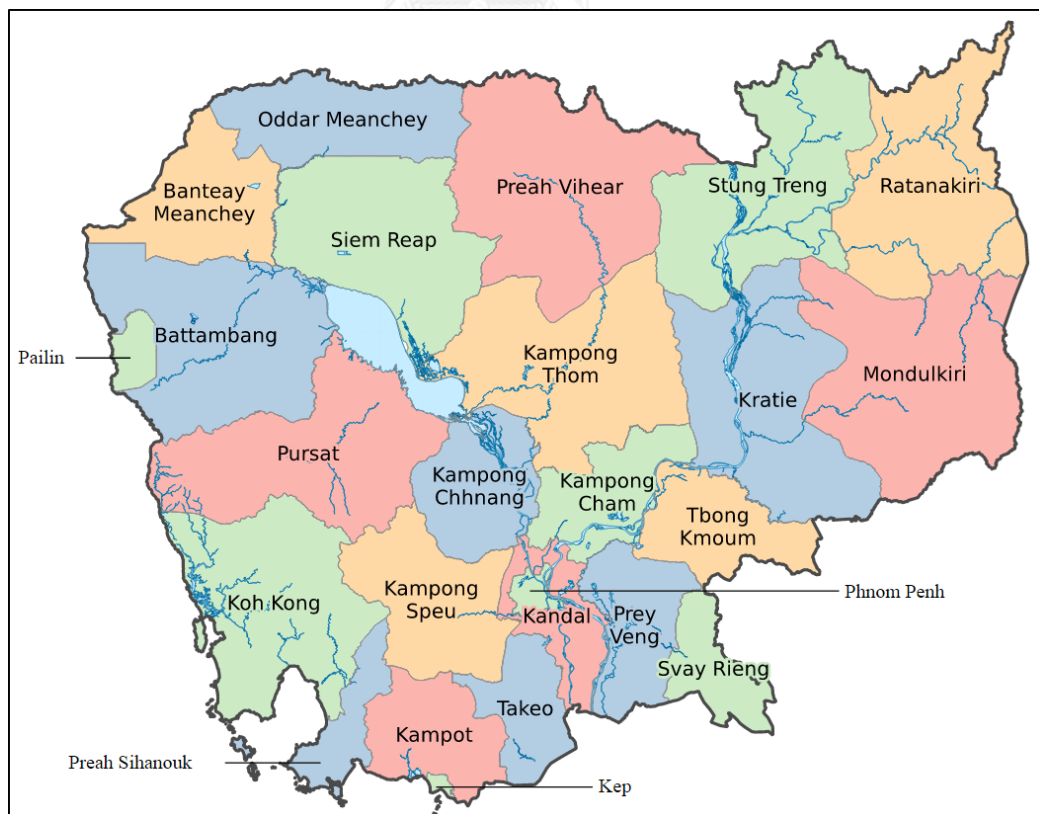 Oddar Meanchey
Banteay
Meanchey
Preah Vihear
Stung Treng
Ratanakiri
Siem Reap
Battambang
Pailin
Kampong
Thom
Mondulkiri
Kratie
Pursat
Kampong
Chhnang
Kampong
Cham
Tbong
Kmoum
Koh Kong
Kampong
Speu
Phnom Penh
Kandal
Prey
Veng
Svay Rieng
Takeo
Kampot
Preah Sihanouk
Kep